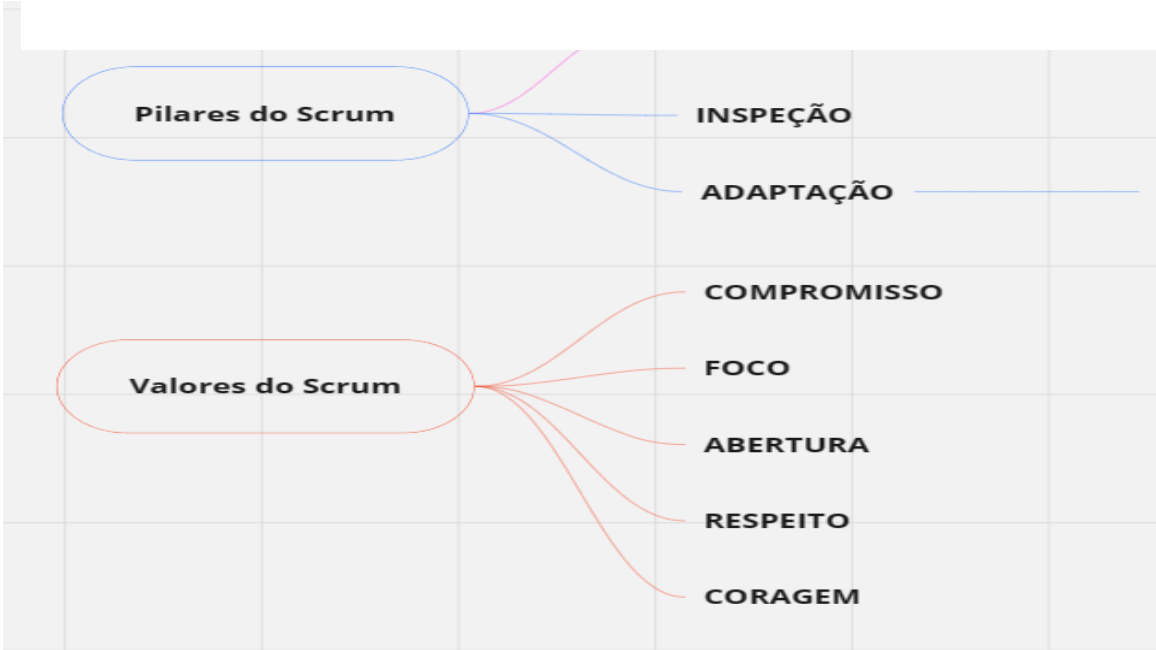 Pilares do Scrum
INSPEÇÃO
ADAPTAÇÃO
Valores do Scrum
COMPROMISSO
FOCO
ABERTURA
RESPEITO
CORAGEM